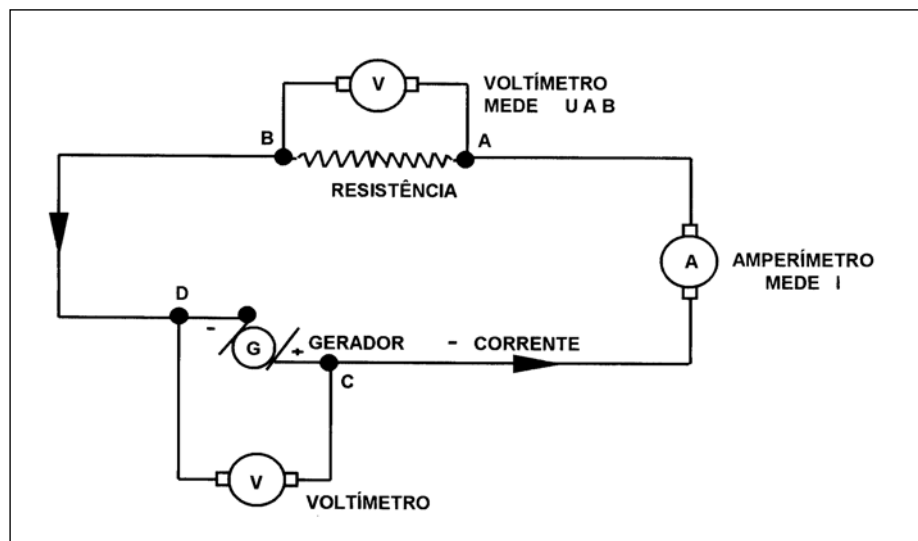 V
VOLTÍMETRO
MEDE U A B
B
A
RESISTÊNCIA
A
AMPERÍMETRO
MEDE I
D
-
G
+
GERADOR
- CORRENTE
C
V
VOLTÍMETRO